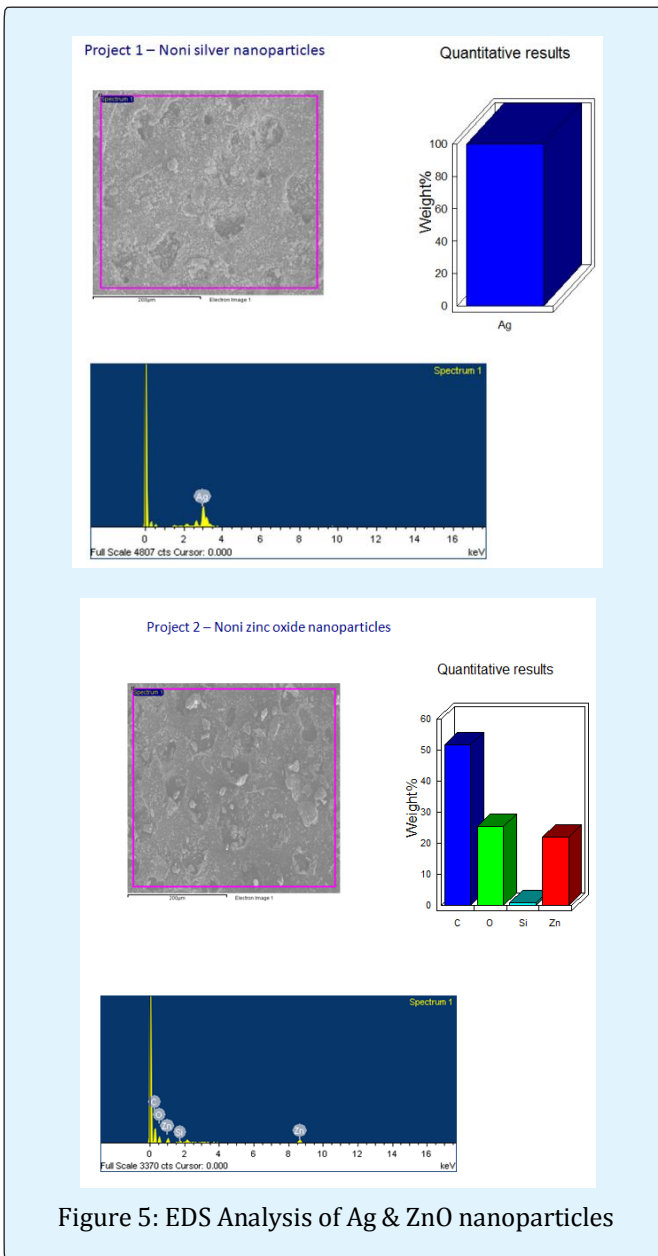 Project 1 – Noni silver nanoparticles
Quantitative results
Spectrum 1
200µm Electron Image 1
Weight%
100
80
60
40
20
0
Ag
Spectrum 1
Ag
0 2 4 6 8 10 12 14 16
Full Scale 4807 cts Cursor: 0.000 keV
Project 2 – Noni zinc oxide nanoparticles
Quantitative results
Spectrum 1
200µm Electron Image 1
Weight%
60
50
40
30
20
10
0
C O Si Zn
Spectrum 1
C
O
Zn
Si
Zn
0 2 4 6 8 10 12 14 16
Full Scale 3370 cts Cursor: 0.000 keV
Figure 5: EDS Analysis of Ag & ZnO nanoparticles